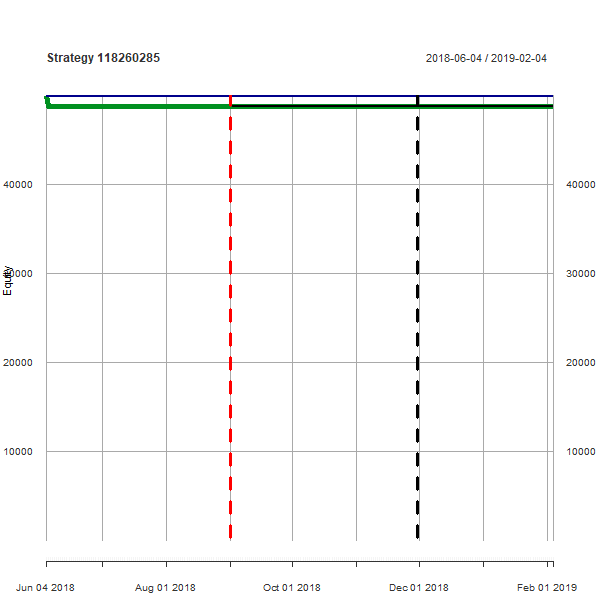 Strategy 118260285
2018-06-04 / 2019-02-04
40000
40000
Equity
30000
30000
20000
20000
10000
10000
Jun 04 2018
Aug 01 2018
Oct 01 2018
Dec 01 2018
Feb 01 2019